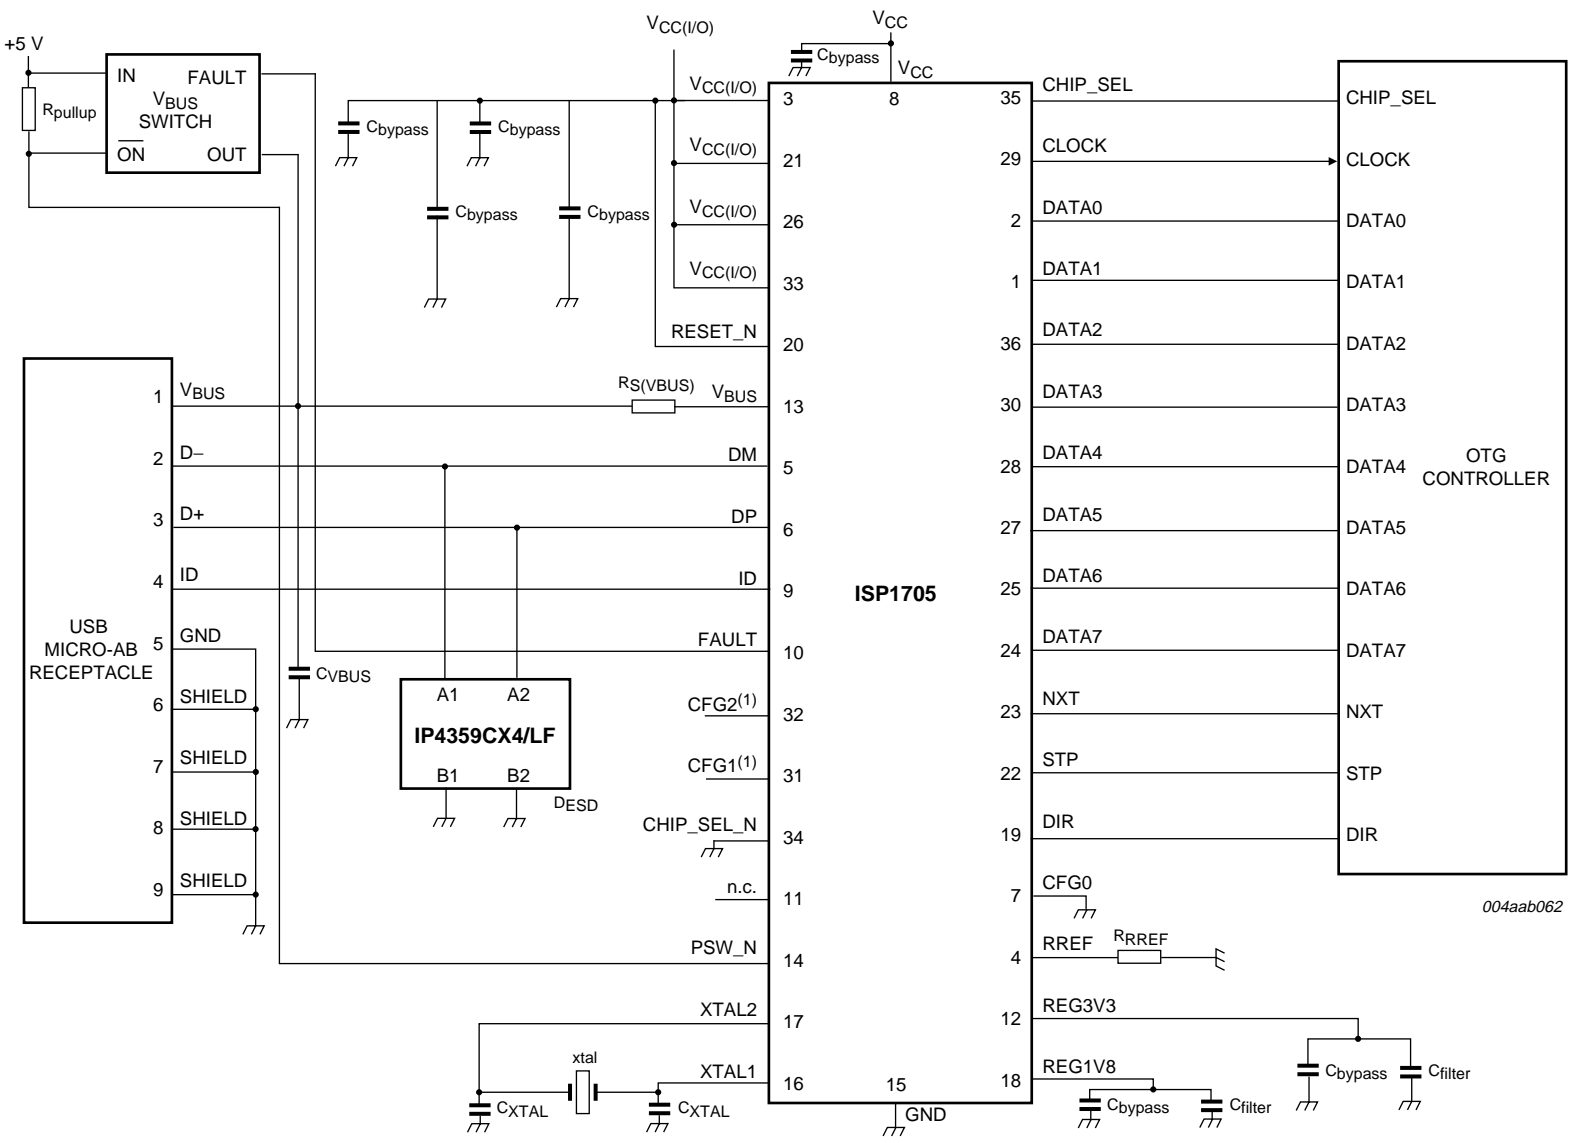 +5 V
IN
FAULT
VBUS
SWITCH
ON
OUT
Rpullup
VCC(I/O)
Cbypass
Cbypass
Cbypass
Cbypass
VCC
Cbypass
VCC
8
VCC(I/O) 3
VCC(I/O) 21
VCC(I/O) 26
VCC(I/O) 33
RESET_N 20
RS(VBUS)
VBUS 13
DM 5
DP 6
ID 9
FAULT 10
CFG2(1) 32
CFG1(1) 31
CHIP_SEL_N 34
n.c. 11
PSW_N 14
XTAL2 17
XTAL1 16
15
GND
ISP1705
1 VBUS
2 D–
3 D+
4 ID
5 GND
6 SHIELD
7 SHIELD
8 SHIELD
9 SHIELD
USB
MICRO-AB
RECEPTACLE
CVBUS
A1 A2
IP4359CX4/LF
B1 B2
DESD
xtal
CXTAL
CXTAL
35 CHIP_SEL CHIP_SEL
29 CLOCK CLOCK
2 DATA0 DATA0
1 DATA1 DATA1
36 DATA2 DATA2
30 DATA3 DATA3
28 DATA4 DATA4
27 DATA5 DATA5
25 DATA6 DATA6
24 DATA7 DATA7
23 NXT NXT
22 STP STP
19 DIR DIR
OTG
CONTROLLER
7 CFG0
4 RREF RRREF
12 REG3V3
Cbypass Cfilter
18 REG1V8
Cbypass Cfilter
004aab062